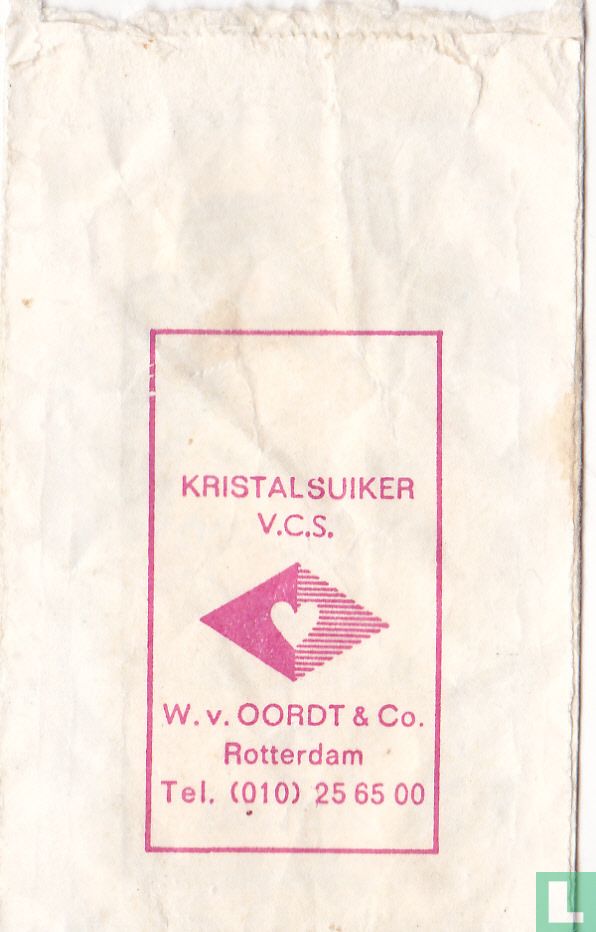 KRISTALSUIKER
V.C.S.
W. v. OORDT & Co.
Rotterdam
Tel. (010) 25 65 00
L